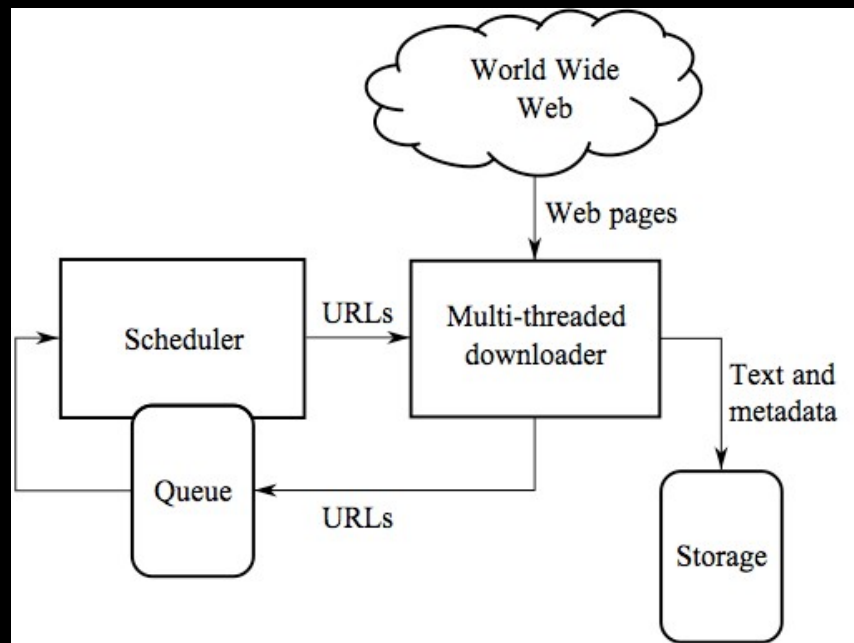 World Wide
Web
Web pages
Scheduler
URLs
Multi-threaded
downloader
Text and
metadata
Queue
URLs
Storage